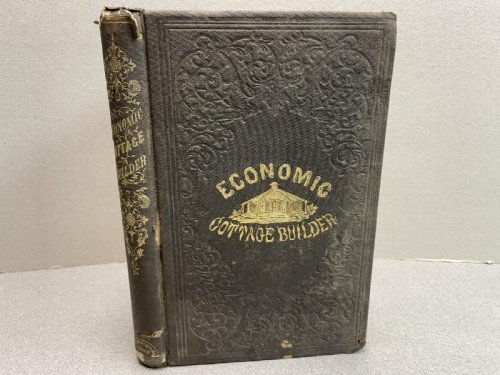 ECONOMIC
COTTAGE
BUILDER
ECONOMIC
COTTAGE BUILDER